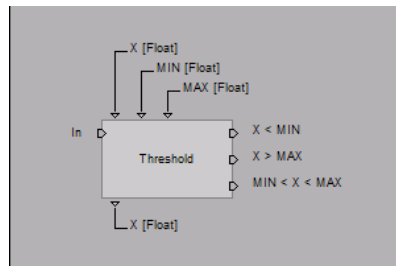 X [Float]
MIN [Float]
MAX [Float]
In
X < MIN
Threshold
X > MAX
MIN < X < MAX
X [Float]